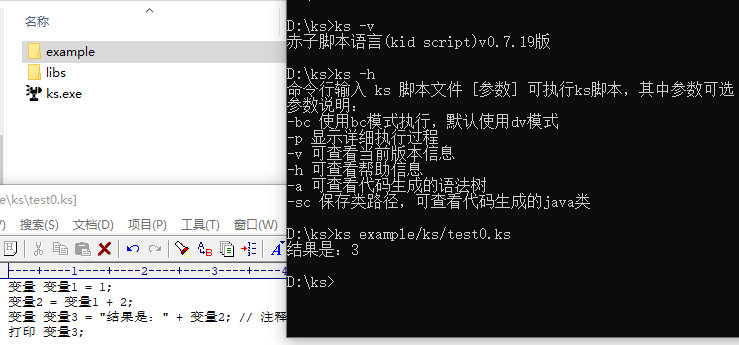 名称
example
libs
ks.exe
e\ks\test0.ks]
搜索(S) 文档(D) 项目(P) 工具(T) 窗口(W)
变量 变量1 = 1;
变量2 = 变量1 + 2;
变量 变量3 = "结果是：" + 变量2; // 注释
打印 变量3;
D:\ks>ks -v
赤子脚本语言(kid script)v0.7.19版
D:\ks>ks -h
命令行输入 ks 脚本文件 [参数] 可执行ks脚本，其中参数可选
参数说明：
-bc 使用bc模式执行，默认使用dv模式
-p 显示详细执行过程
-v 可查看当前版本信息
-h 可查看帮助信息
-a 可查看代码生成的语法树
-sc 保存类路径，可查看代码生成的java类
D:\ks>ks example/ks/test0.ks
结果是：3
D:\ks>